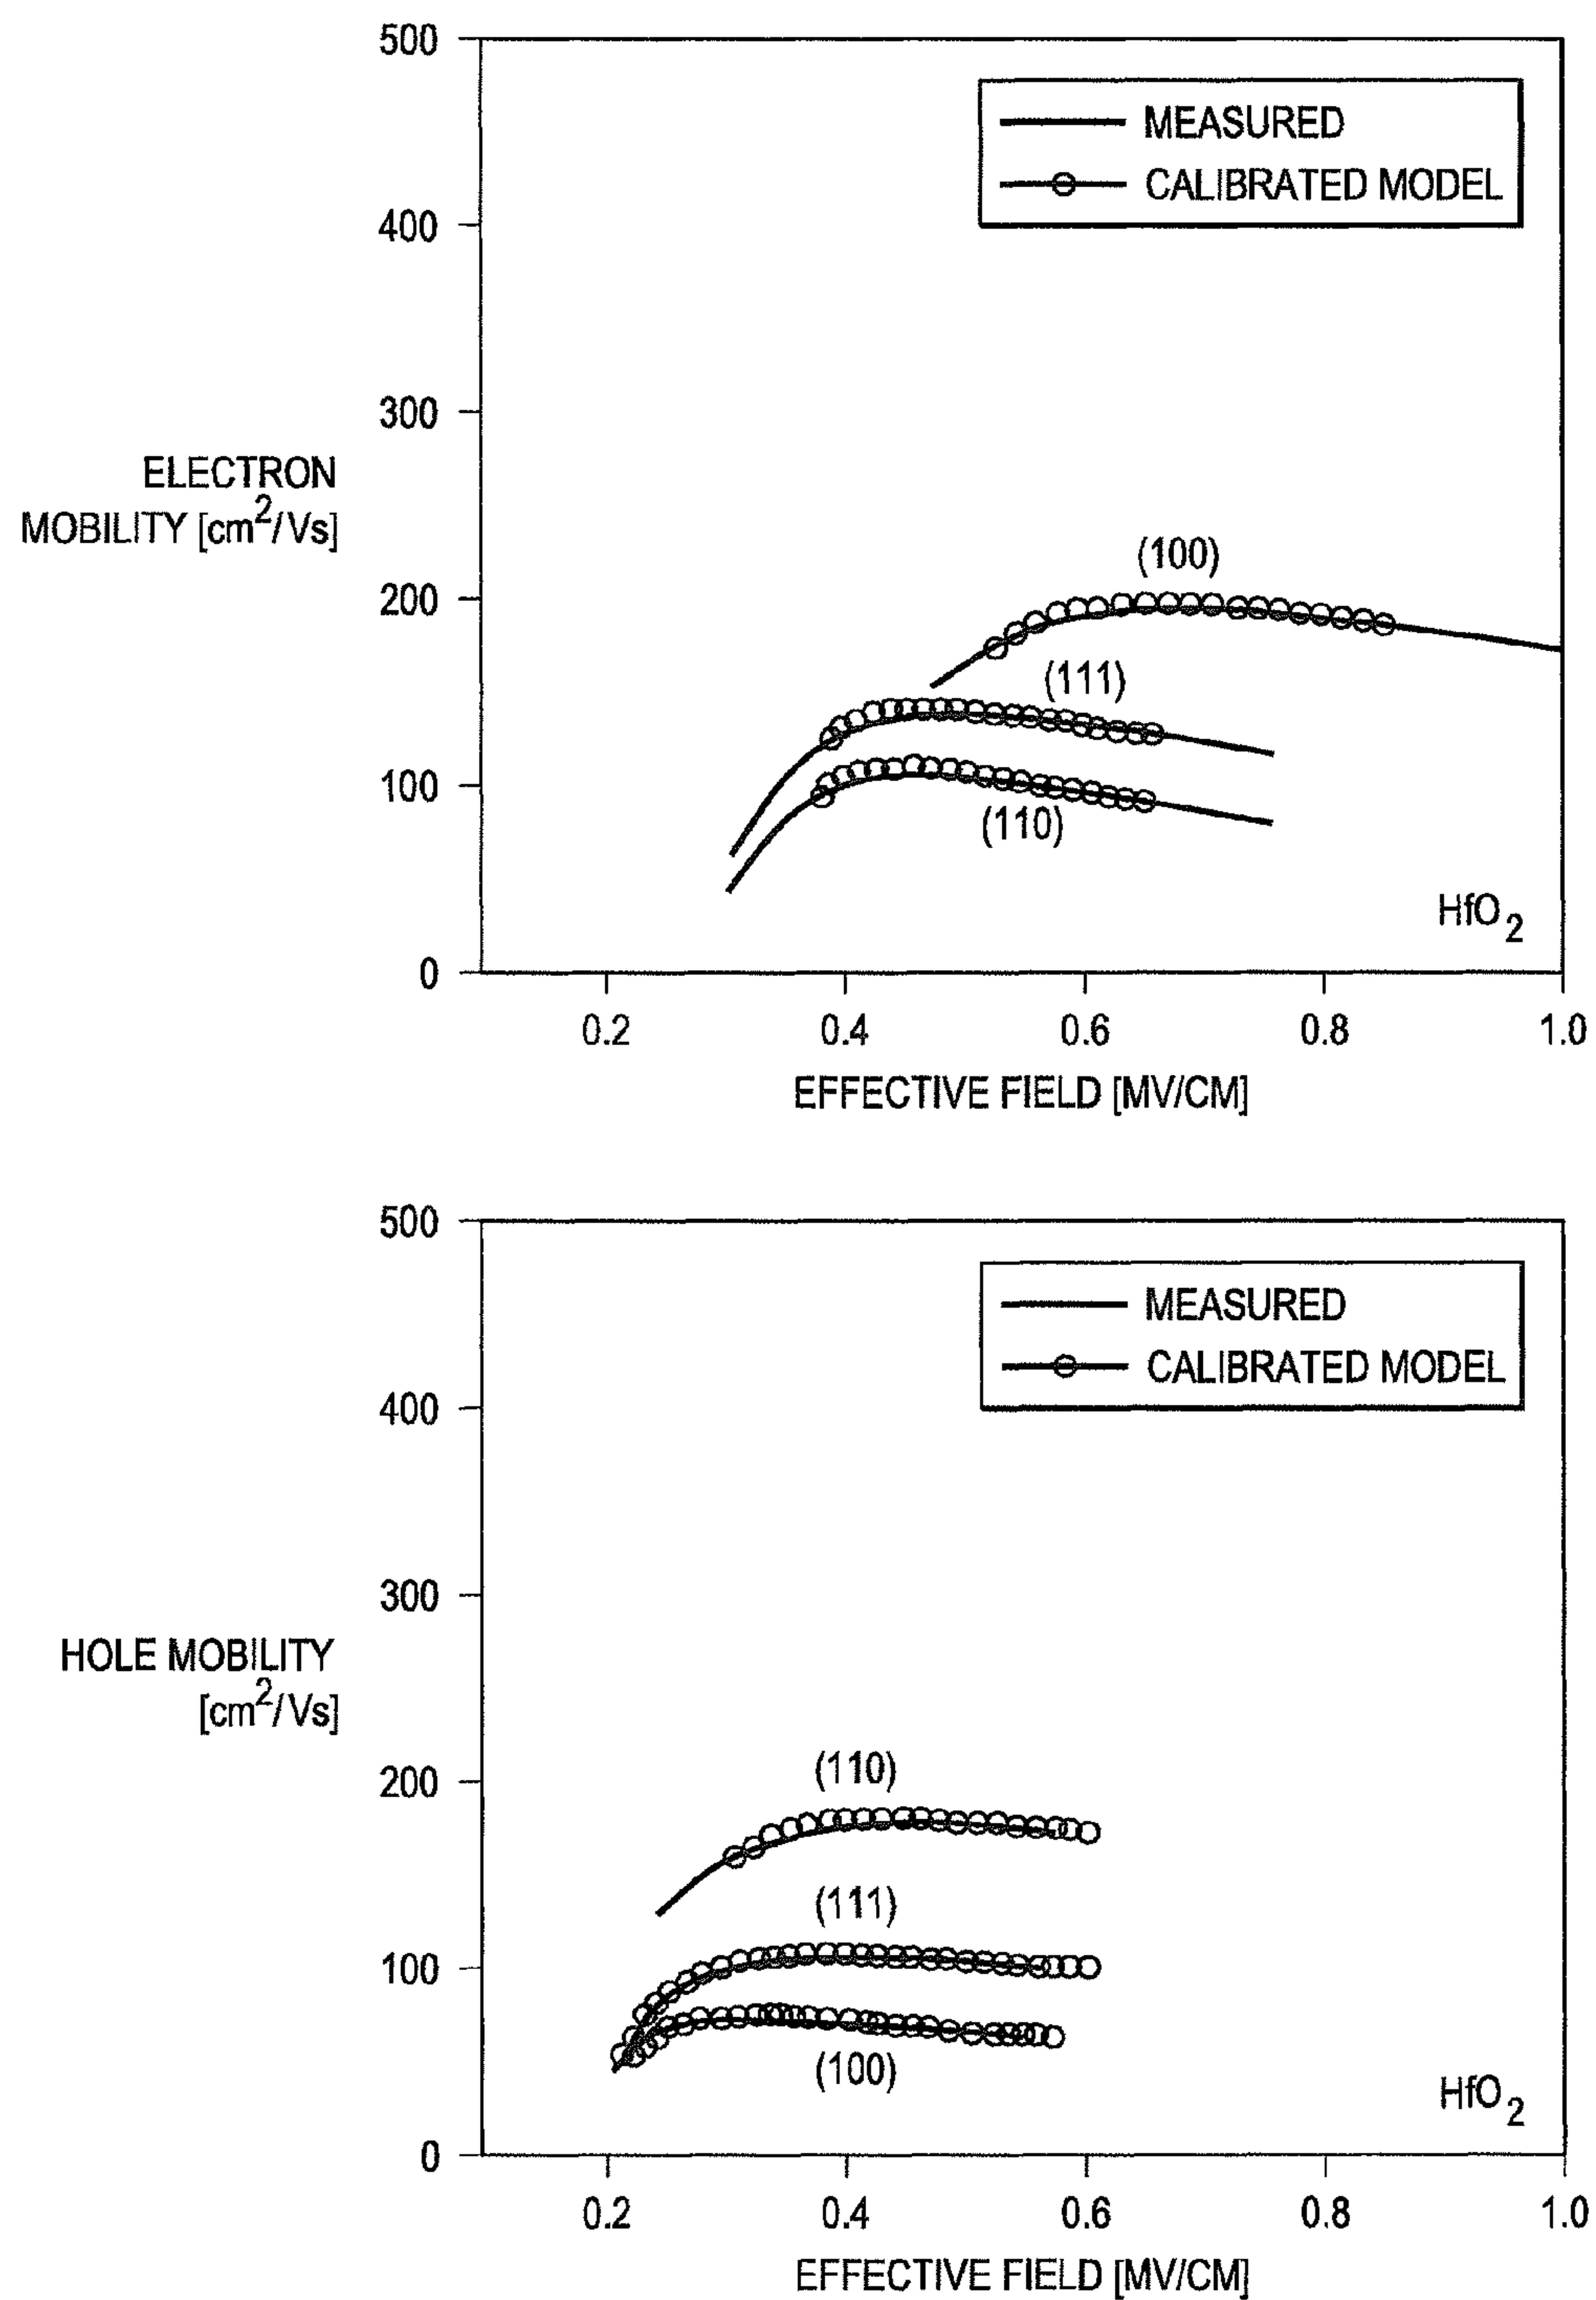 500
MEASURED
CALIBRATED MODEL
400
300
ELECTRON
MOBILITY [cm²/Vs]
(100)
200
(111)
100
(110)
HfO₂
0
0.2 0.4 0.6 0.8 1.0
EFFECTIVE FIELD [MV/CM]
500
MEASURED
CALIBRATED MODEL
400
300
HOLE MOBILITY
[cm²/Vs]
(110)
200
(111)
100
(100)
HfO₂
0
0.2 0.4 0.6 0.8 1.0
EFFECTIVE FIELD [MV/CM]